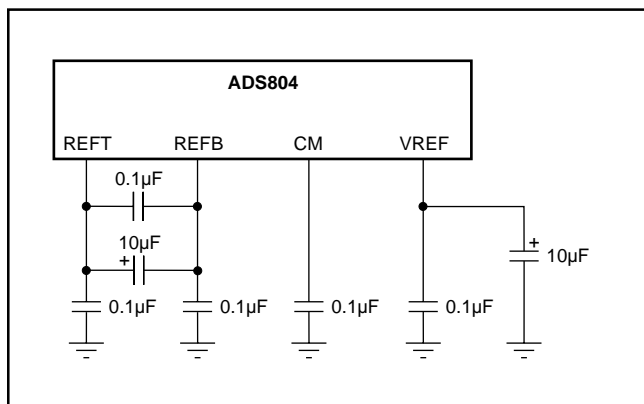 ADS804
REFT REFB CM VREF
0.1µF
10µF
+
+
10µF
0.1µF 0.1µF 0.1µF 0.1µF